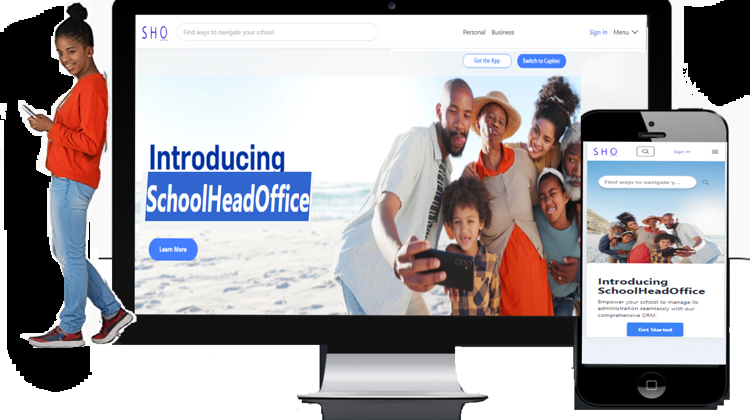 SHO
Find ways to navigate your school
Personal Business
Sign In Menu
Get the App
Switch to Capitec
Introducing
SchoolHeadOffice
Learn More
SHO
Sign In
Find ways to navigate y...
Introducing
SchoolHeadOffice
Empower your school to manage its
administration seamlessly with our
comprehensive CRM.
Get Started